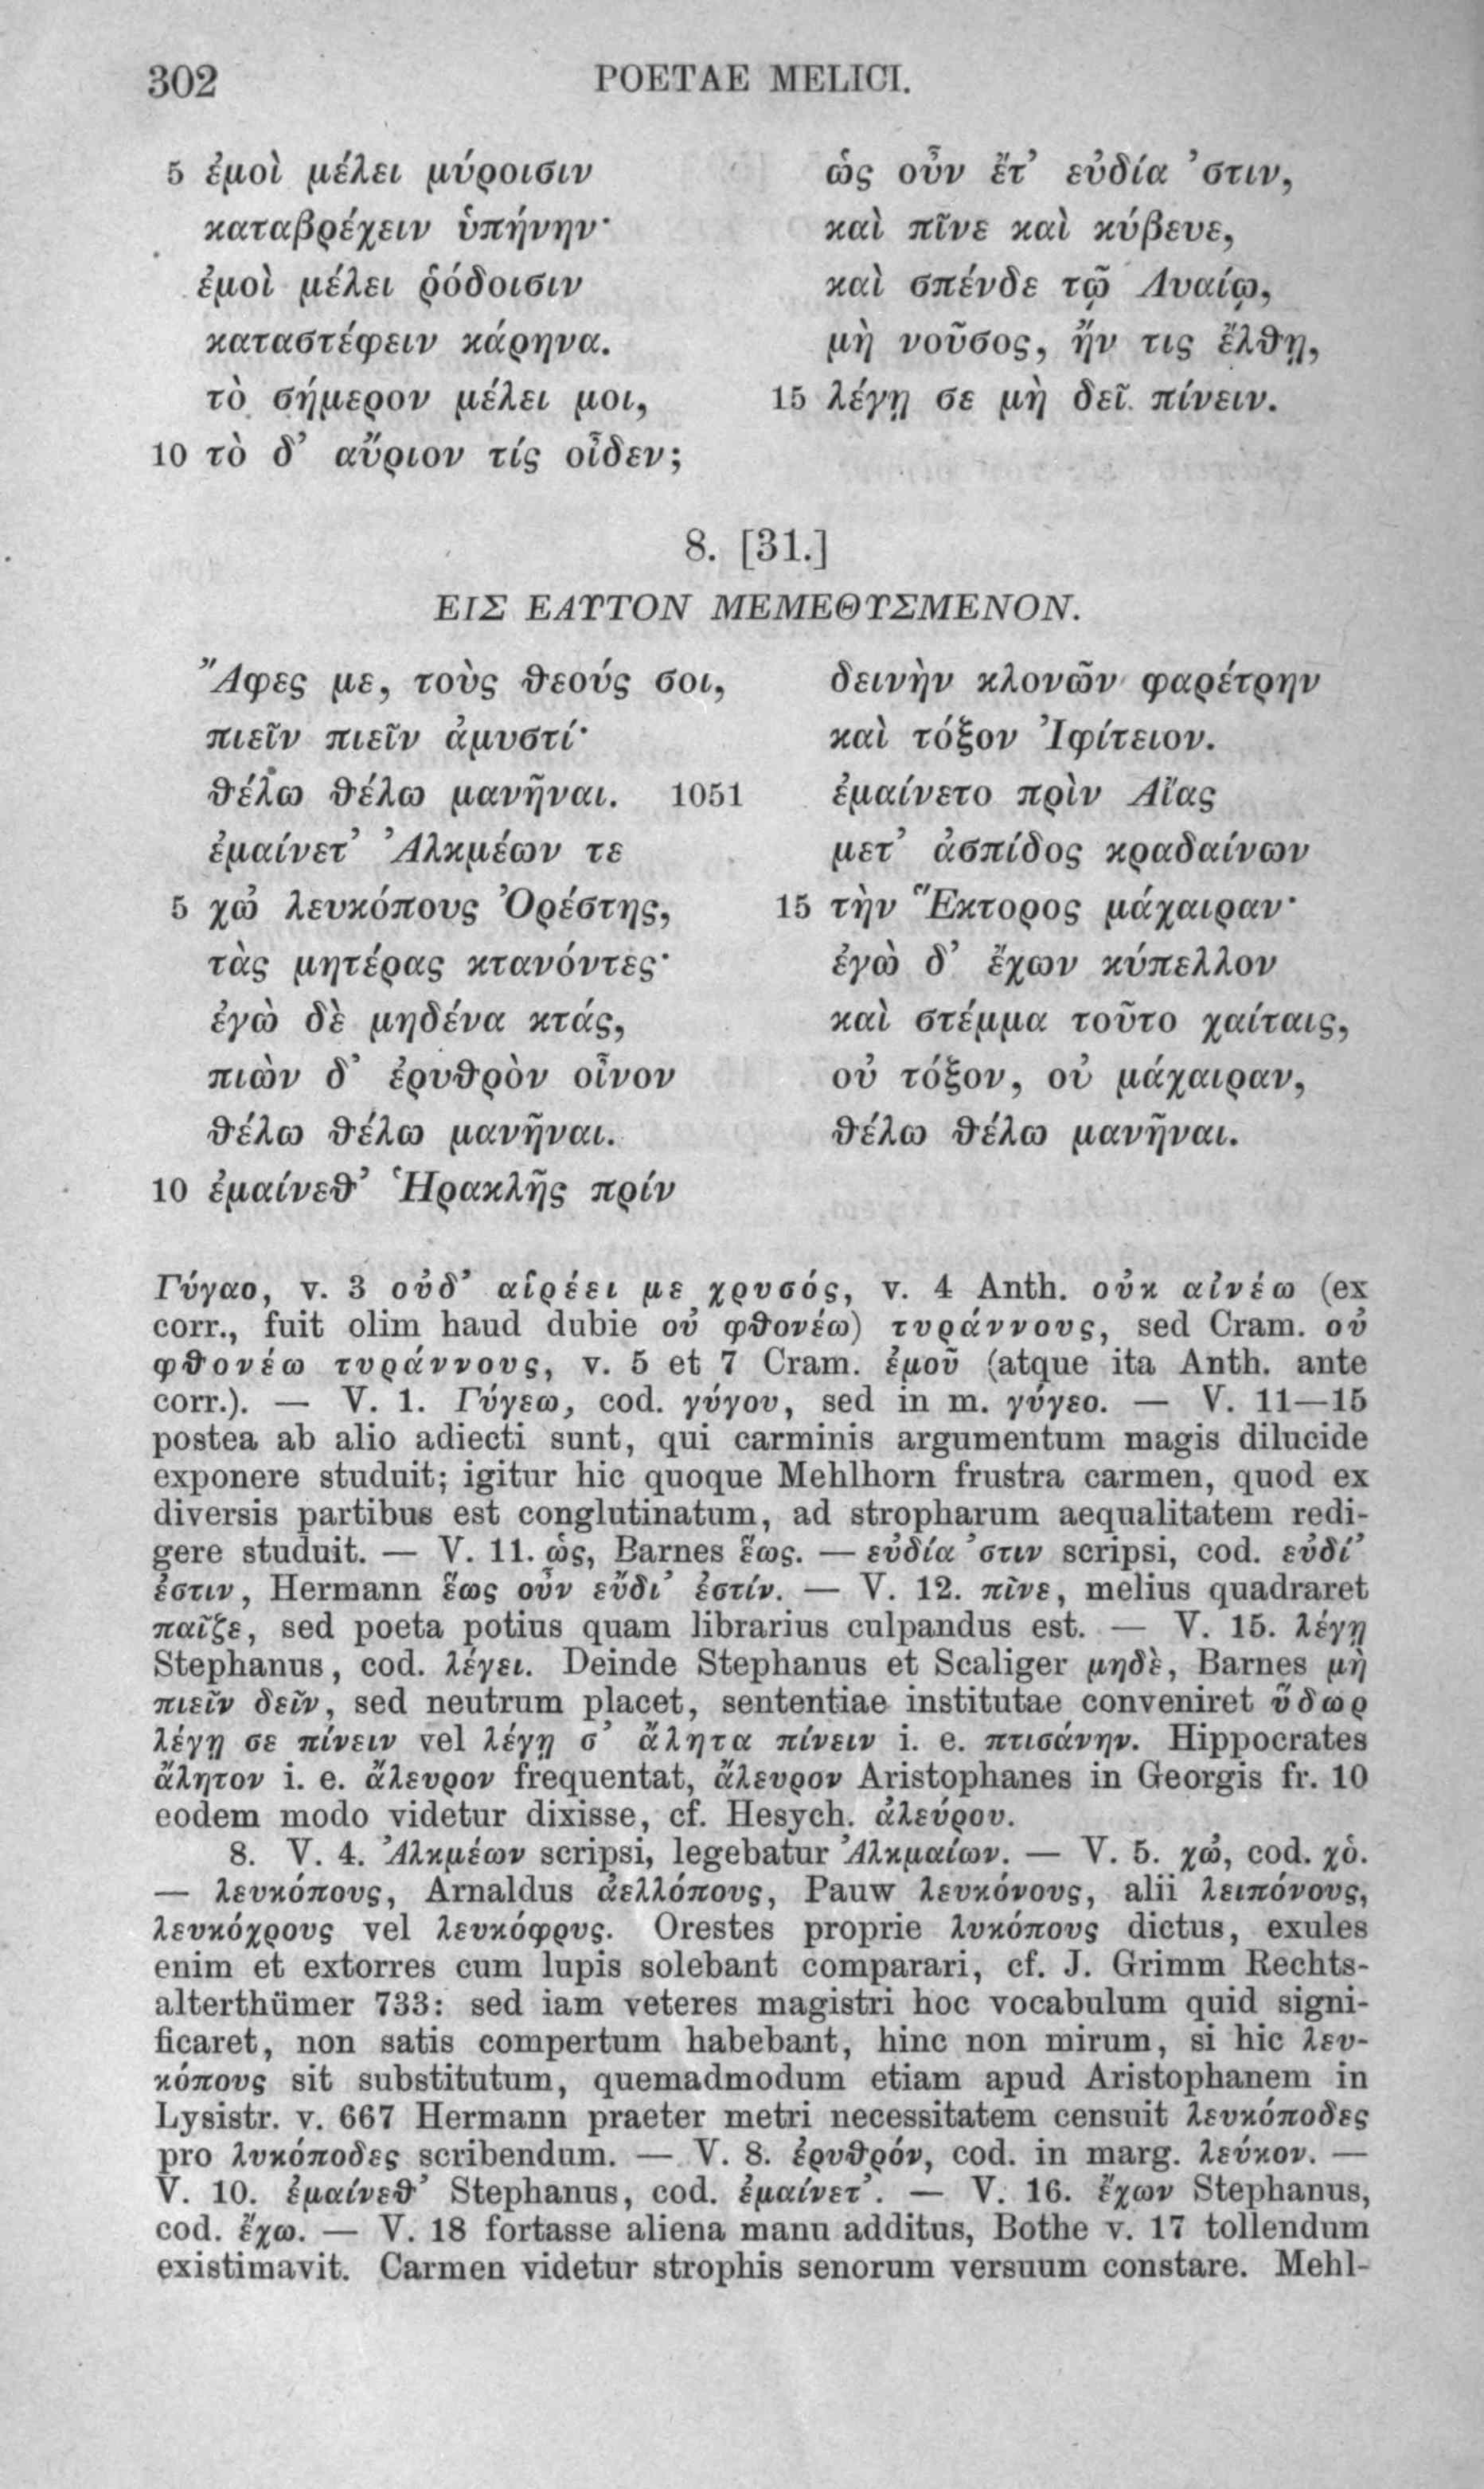 302
POETAE MELICI.
5 ἐμοὶ μέλει μύροισιν
καταβρέχειν ὑπήνην·
ἐμοὶ μέλει ῥόδοισιν
καταστέφειν κάρηνα.
τὸ σήμερον μέλει μοι,
10 τὸ δ’ αὔριον τίς οἶδεν;
ὡς οὖν ἔτ’ εὐδία ’στιν,
καὶ πῖνε καὶ κύβευε,
καὶ σπένδε τῷ Λυαίῳ,
μὴ νοῦσος, ἤν τις ἔλθῃ,
15 λέγῃ σε μὴ δεῖ πίνειν.
8. [31.]
ΕΙΣ ΕΑΥΤΟΝ ΜΕΜΕΘΥΣΜΕΝΟΝ.
Ἄφες με, τοὺς θεούς σοι,
πιεῖν πιεῖν ἀμυστί·
θέλω θέλω μανῆναι. 1051
ἐμαίνετ’ Ἀλκμέων τε
5 χὠ λευκόπους Ὀρέστης,
τὰς μητέρας κτανόντες·
ἐγὼ δὲ μηδένα κτάς,
πιὼν δ’ ἐρυθρὸν οἶνον
θέλω θέλω μανῆναι.
10 ἐμαίνεθ’ Ἡρακλῆς πρίν
δεινὴν κλονῶν φαρέτρην
καὶ τόξον Ἰφίτειον.
ἐμαίνετο πρὶν Αἴας
μετ’ ἀσπίδος κραδαίνων
15 τὴν Ἕκτορος μάχαιραν·
ἐγὼ δ’ ἔχων κύπελλον
καὶ στέμμα τοῦτο χαίταις,
οὐ τόξον, οὐ μάχαιραν,
θέλω θέλω μανῆναι.
Γύγαο, v. 3 οὐδ’ αἱρέει με χρυσός, v. 4 Anth. οὐκ αἰνέω (ex
corr., fuit olim haud dubie οὐ φθονέω) τυράννους, sed Cram. οὐ
φθονέω τυράννους, v. 5 et 7 Cram. ἐμοῦ (atque ita Anth. ante
corr.). — V. 1. Γύγεω, cod. γύγου, sed in m. γύγεο. — V. 11—15
postea ab alio adiecti sunt, qui carminis argumentum magis dilucide
exponere studuit; igitur hic quoque Mehlhorn frustra carmen, quod ex
diversis partibus est conglutinatum, ad stropharum aequalitatem redi-
gere studuit. — V. 11. ὡς, Barnes ἕως. — εὐδία ’στιν scripsi, cod. εὐδί’
ἐστιν, Hermann ἕως οὖν εὔδι’ ἐστίν. — V. 12. πῖνε, melius quadraret
παῖζε, sed poeta potius quam librarius culpandus est. — V. 15. λέγῃ
Stephanus, cod. λέγει. Deinde Stephanus et Scaliger μηδὲ, Barnes μὴ
πιεῖν δεῖν, sed neutrum placet, sententiae institutae conveniret ὕδωρ
λέγῃ σε πίνειν vel λέγῃ σ’ ἄλητα πίνειν i. e. πτισάνην. Hippocrates
ἄλητον i. e. ἄλευρον frequentat, ἄλευρον Aristophanes in Georgis fr. 10
eodem modo videtur dixisse, cf. Hesych. ἀλεύρου.
8. V. 4. Ἀλκμέων scripsi, legebatur Ἀλκμαίων. — V. 5. χὠ, cod. χὁ.
— λευκόπους, Arnaldus ἀελλόπους, Pauw λευκόνους, alii λειπόνους,
λευκόχρους vel λευκόφρυς. Orestes proprie λυκόπους dictus, exules
enim et extorres cum lupis solebant comparari, cf. J. Grimm Rechts-
alterthümer 733: sed iam veteres magistri hoc vocabulum quid signi-
ficaret, non satis compertum habebant, hinc non mirum, si hic λευ-
κόπους sit substitutum, quemadmodum etiam apud Aristophanem in
Lysistr. v. 667 Hermann praeter metri necessitatem censuit λευκόποδες
pro λυκόποδες scribendum. — V. 8. ἐρυθρόν, cod. in marg. λεύκον. —
V. 10. ἐμαίνεθ’ Stephanus, cod. ἐμαίνετ’. — V. 16. ἔχων Stephanus,
cod. ἔχω. — V. 18 fortasse aliena manu additus, Bothe v. 17 tollendum
existimavit. Carmen videtur strophis senorum versuum constare. Mehl-